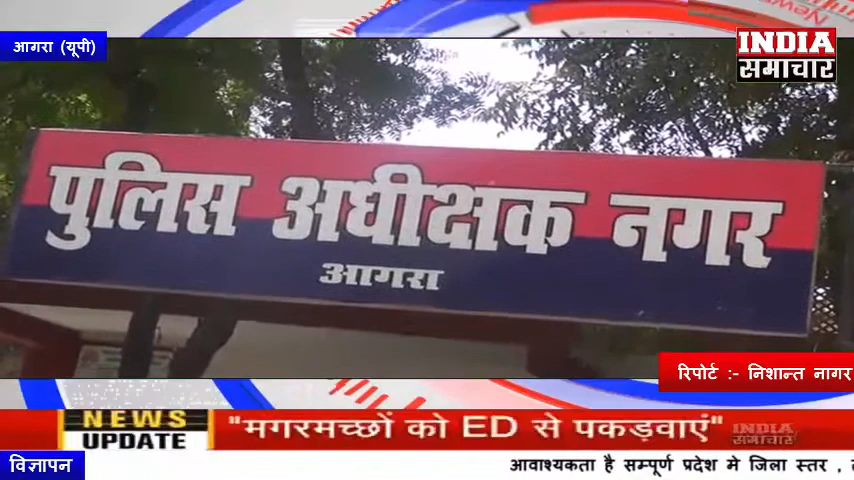 आगरा (यूपी)
INDIA
समाचार
पुलिस अधीक्षक नगर
आगरा
रिपोर्ट :- निशान्त नागर
NEWS
UPDATE
"मगरमच्छों को ED से पकड़वाएं"
INDIA
समाचार
विज्ञापन
आवाश्यकता है सम्पूर्ण प्रदेश मे जिला स्तर ,